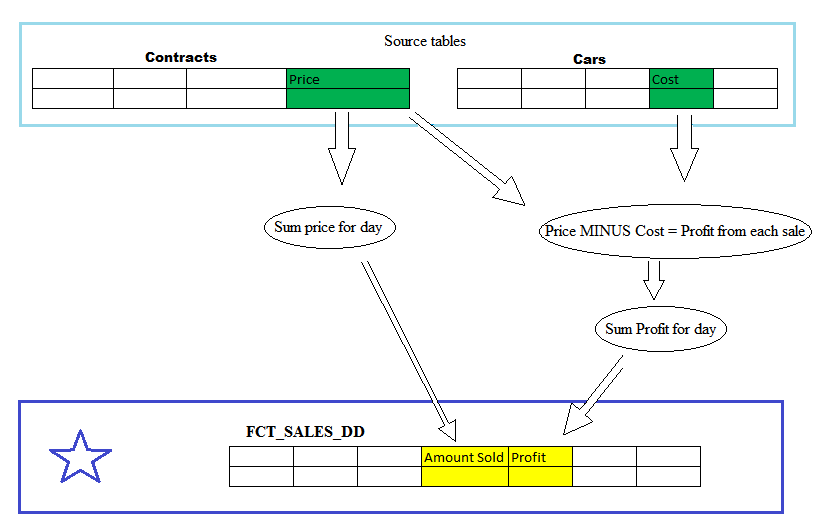 Source tables
Contracts
Cars
Price
Cost
Sum price for day
Price MINUS Cost = Profit from each sale
Sum Profit for day
FCT_SALES_DD
Amount Sold
Profit